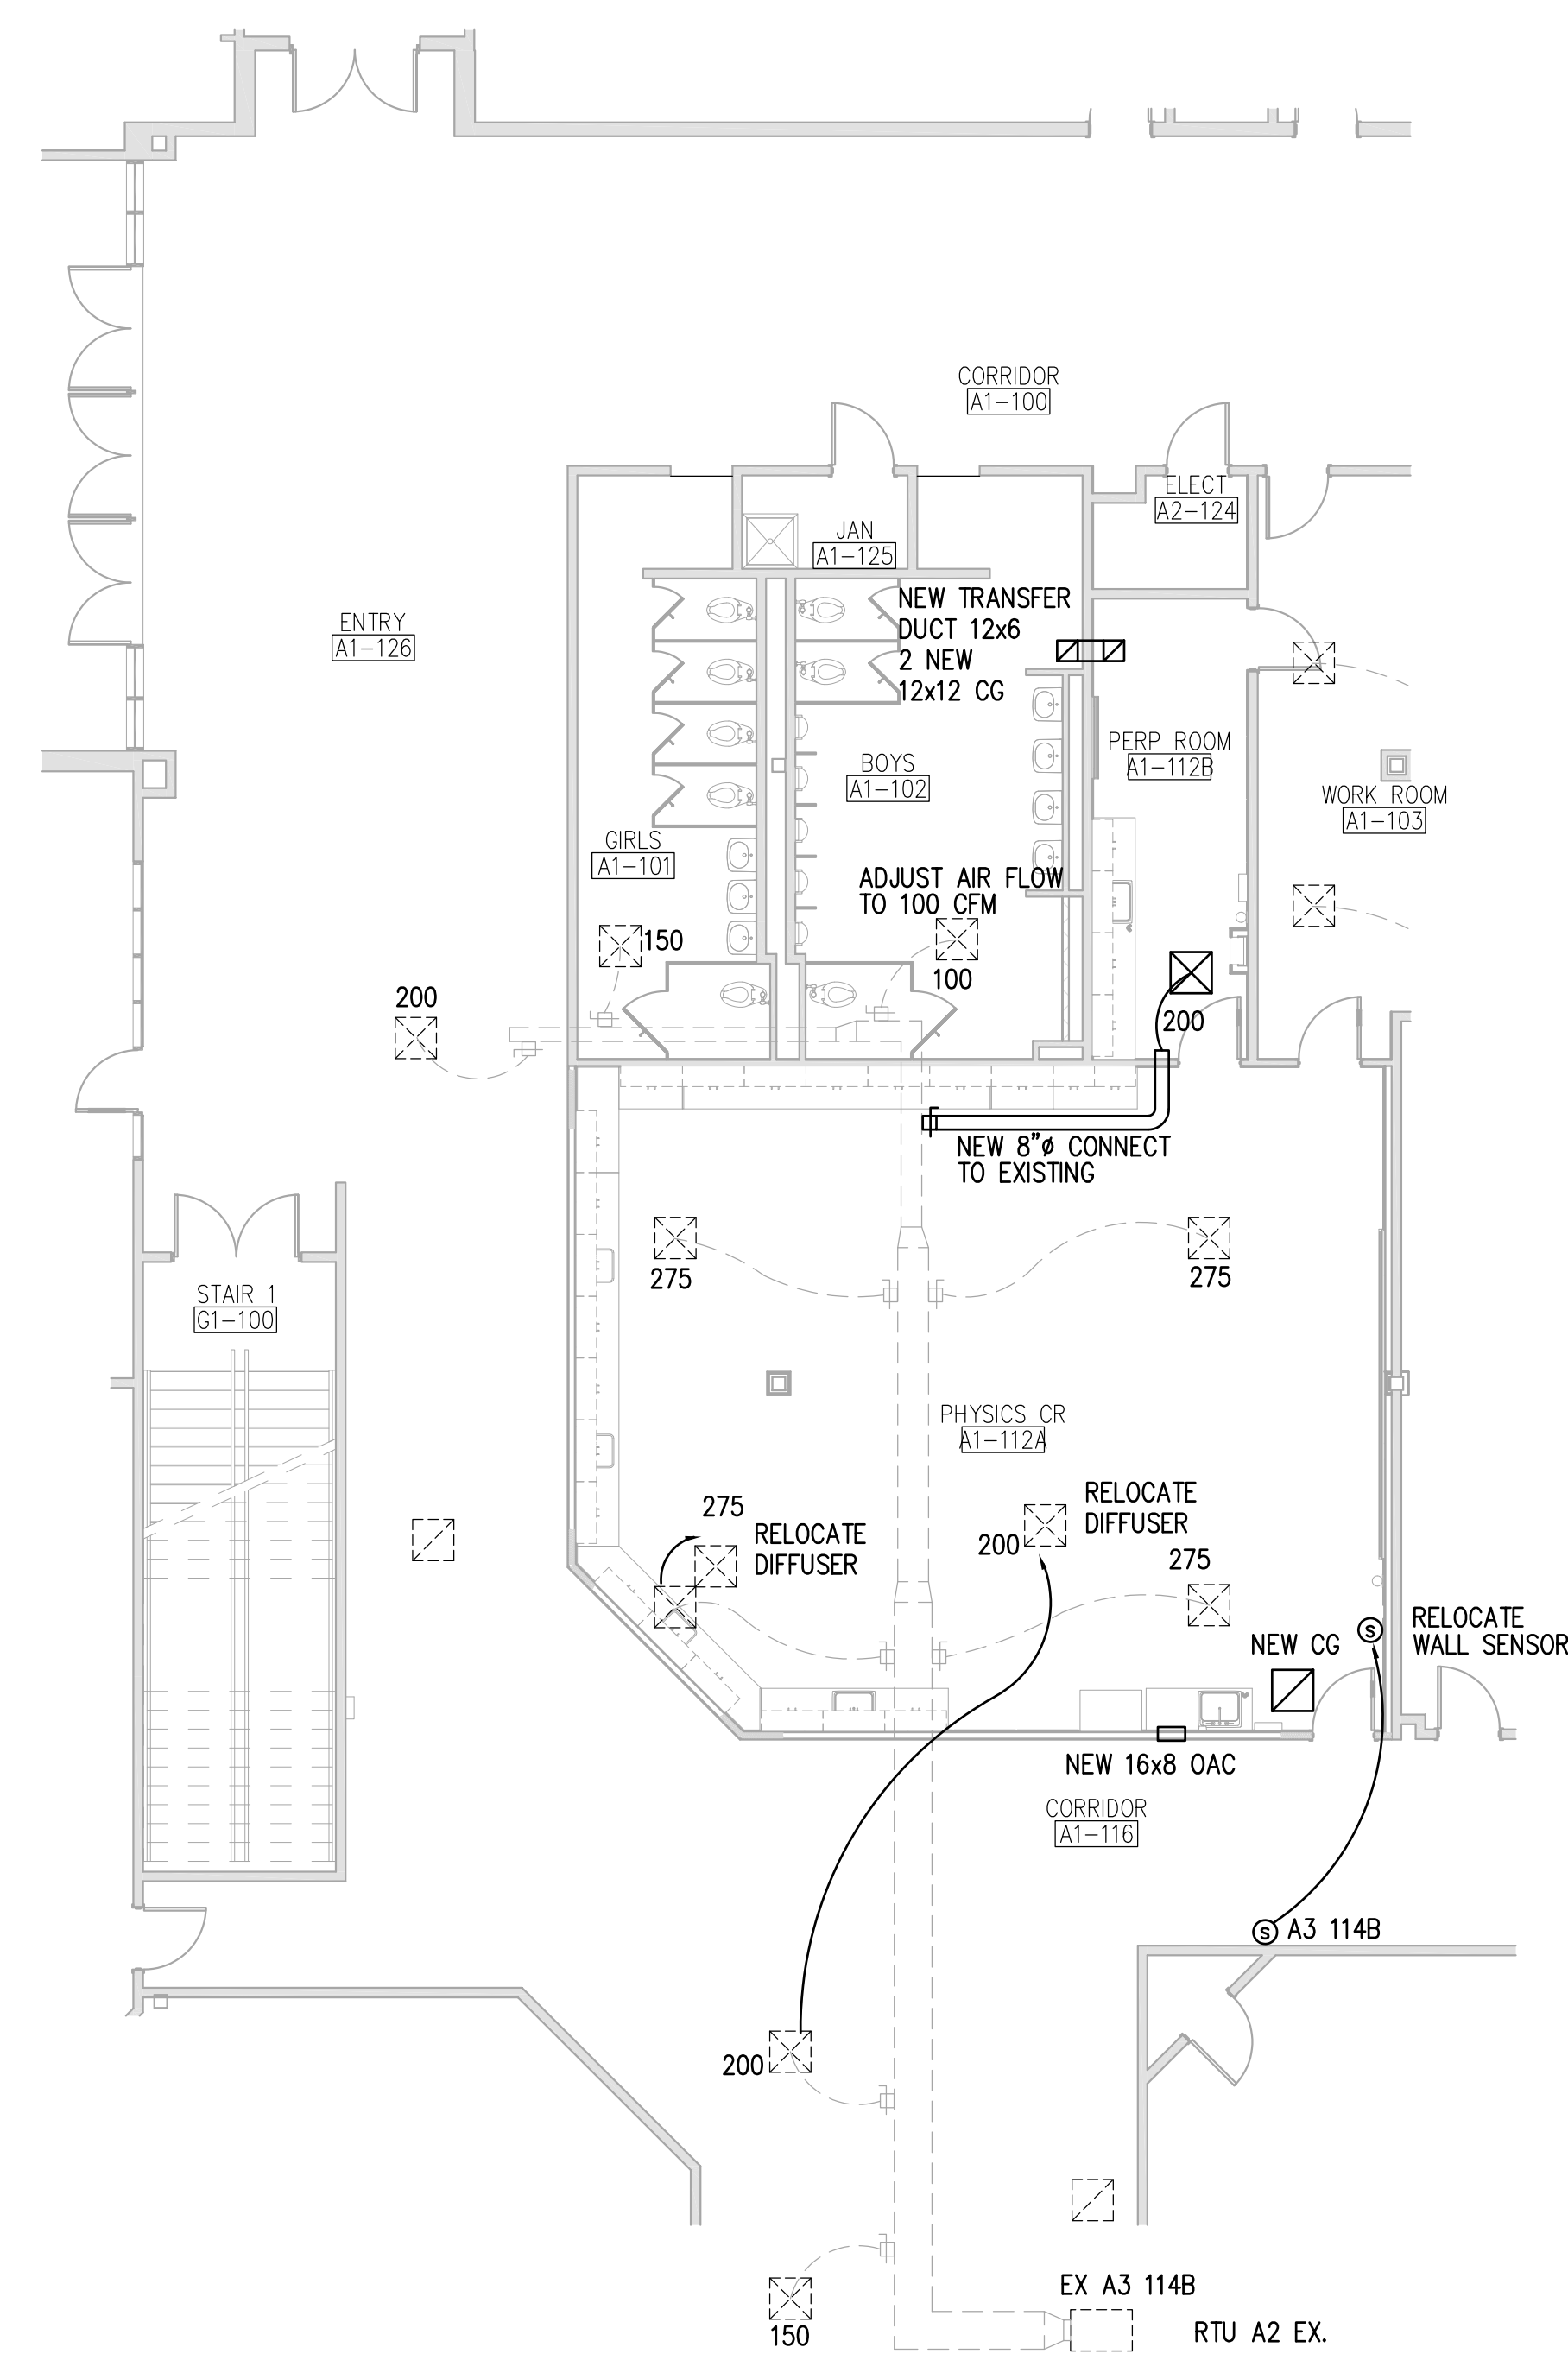 CORRIDOR
A1-100
ELECT
A2-124
JAN
A1-125
NEW TRANSFER
DUCT 12x6
2 NEW
12x12 CG
ENTRY
A1-126
PERP ROOM
A1-112B
BOYS
A1-102
WORK ROOM
A1-103
GIRLS
A1-101
ADJUST AIR FLOW
TO 100 CFM
150
100
200
200
NEW 8"ø CONNECT
TO EXISTING
275
275
STAIR 1
G1-100
PHYSICS CR
A1-112A
275
RELOCATE
DIFFUSER
RELOCATE
DIFFUSER
200
275
RELOCATE
WALL SENSOR
S
NEW CG
NEW 16x8 OAC
CORRIDOR
A1-116
S
A3 114B
200
EX A3 114B
RTU A2 EX.
150